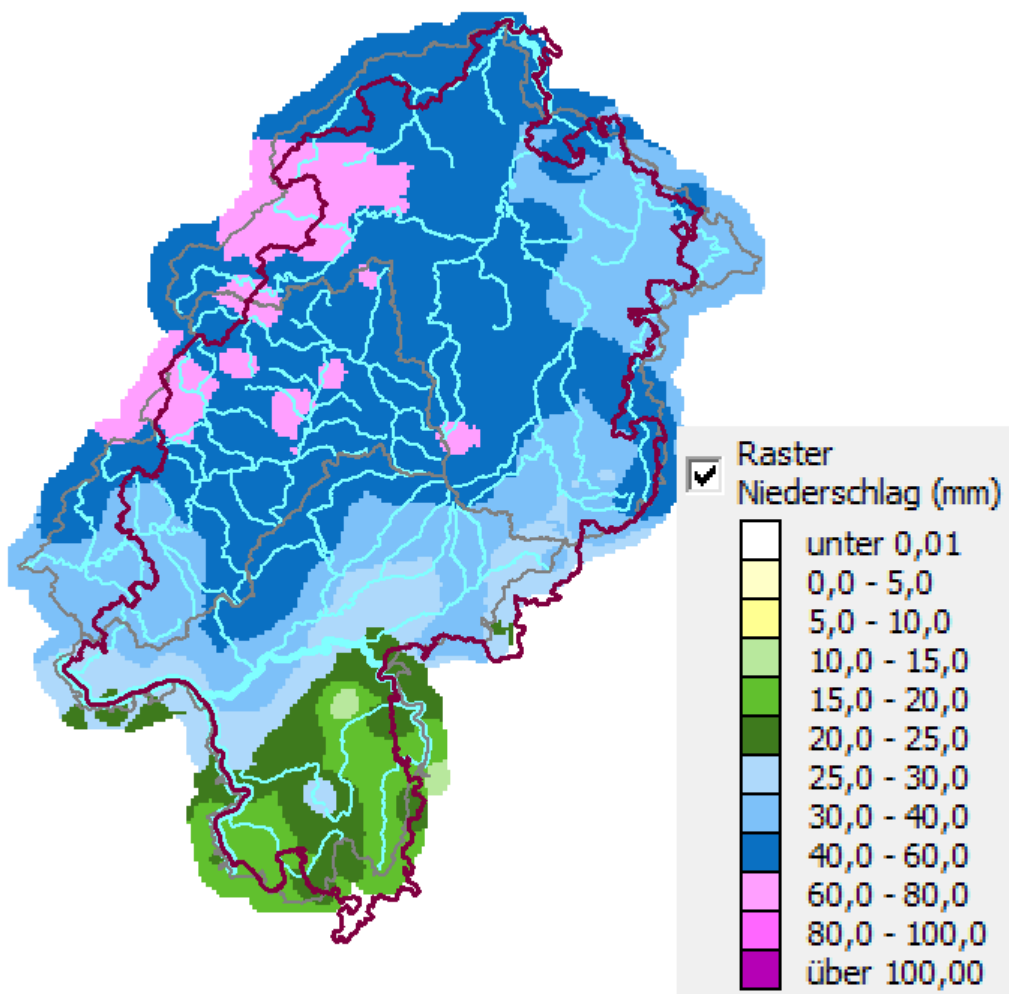 Raster
Niederschlag (mm)
unter 0,01
0,0 - 5,0
5,0 - 10,0
10,0 - 15,0
15,0 - 20,0
20,0 - 25,0
25,0 - 30,0
30,0 - 40,0
40,0 - 60,0
60,0 - 80,0
80,0 - 100,0
über 100,00